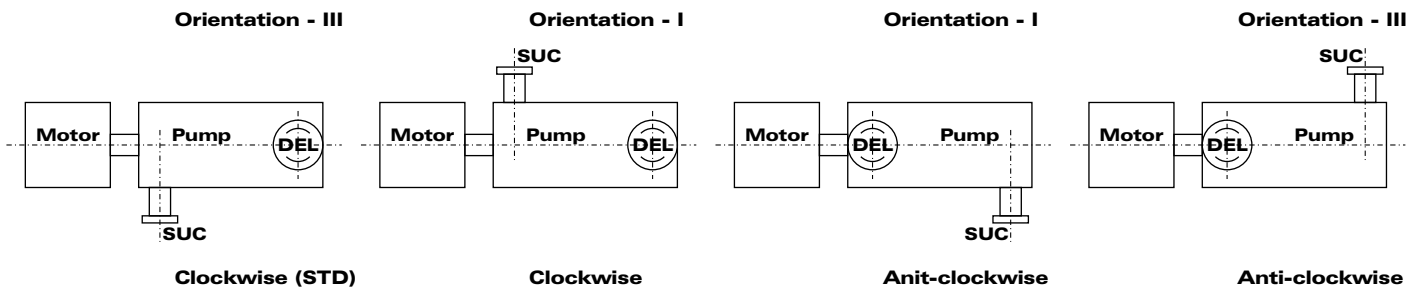 Orientation - III
Orientation - I
Orientation - I
Orientation - III
SUC
SUC
Motor
Pump
DEL
Motor
Pump
DEL
Motor
DEL
Pump
Motor
DEL
Pump
SUC
SUC
Clockwise (STD)
Clockwise
Anit-clockwise
Anti-clockwise